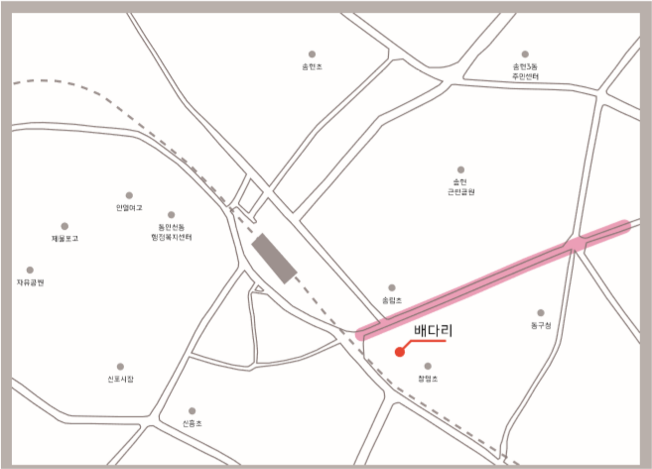 송현초
송현3동
주민센터
송현
근린공원
인일여고
동인천동
행정복지센터
제물포고
자유공원
송림초
동구청
배다리
창영초
신포시장
신흥초